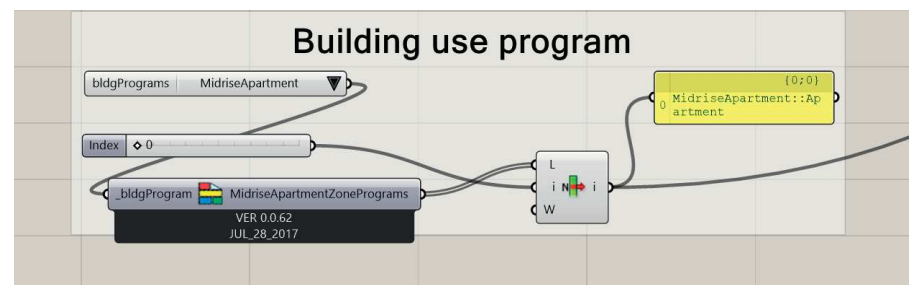 Building use program
bldgPrograms MidriseApartment
{0;0}
0 MidriseApartment::Ap
artment
Index 0
_bldgProgram MidriseApartmentZonePrograms
VER 0.0.62
JUL_28_2017
L
i N i
W